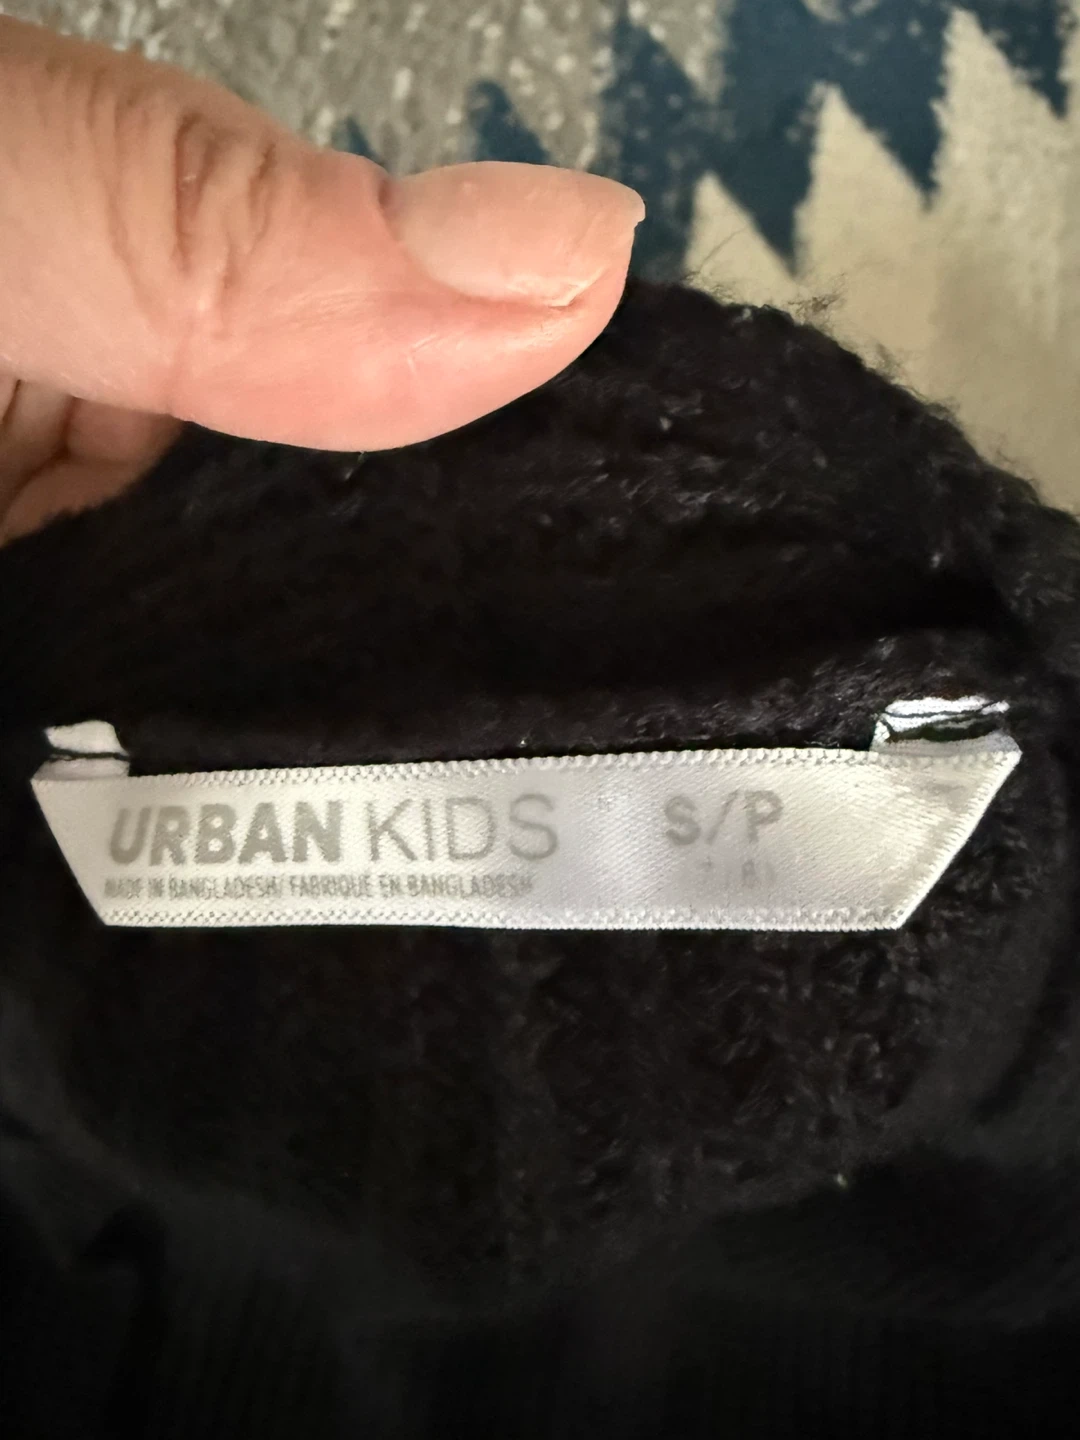 URBAN KIDS S/P
MADE IN BANGLADESH/ FABRIQUE EN BANGLADESH